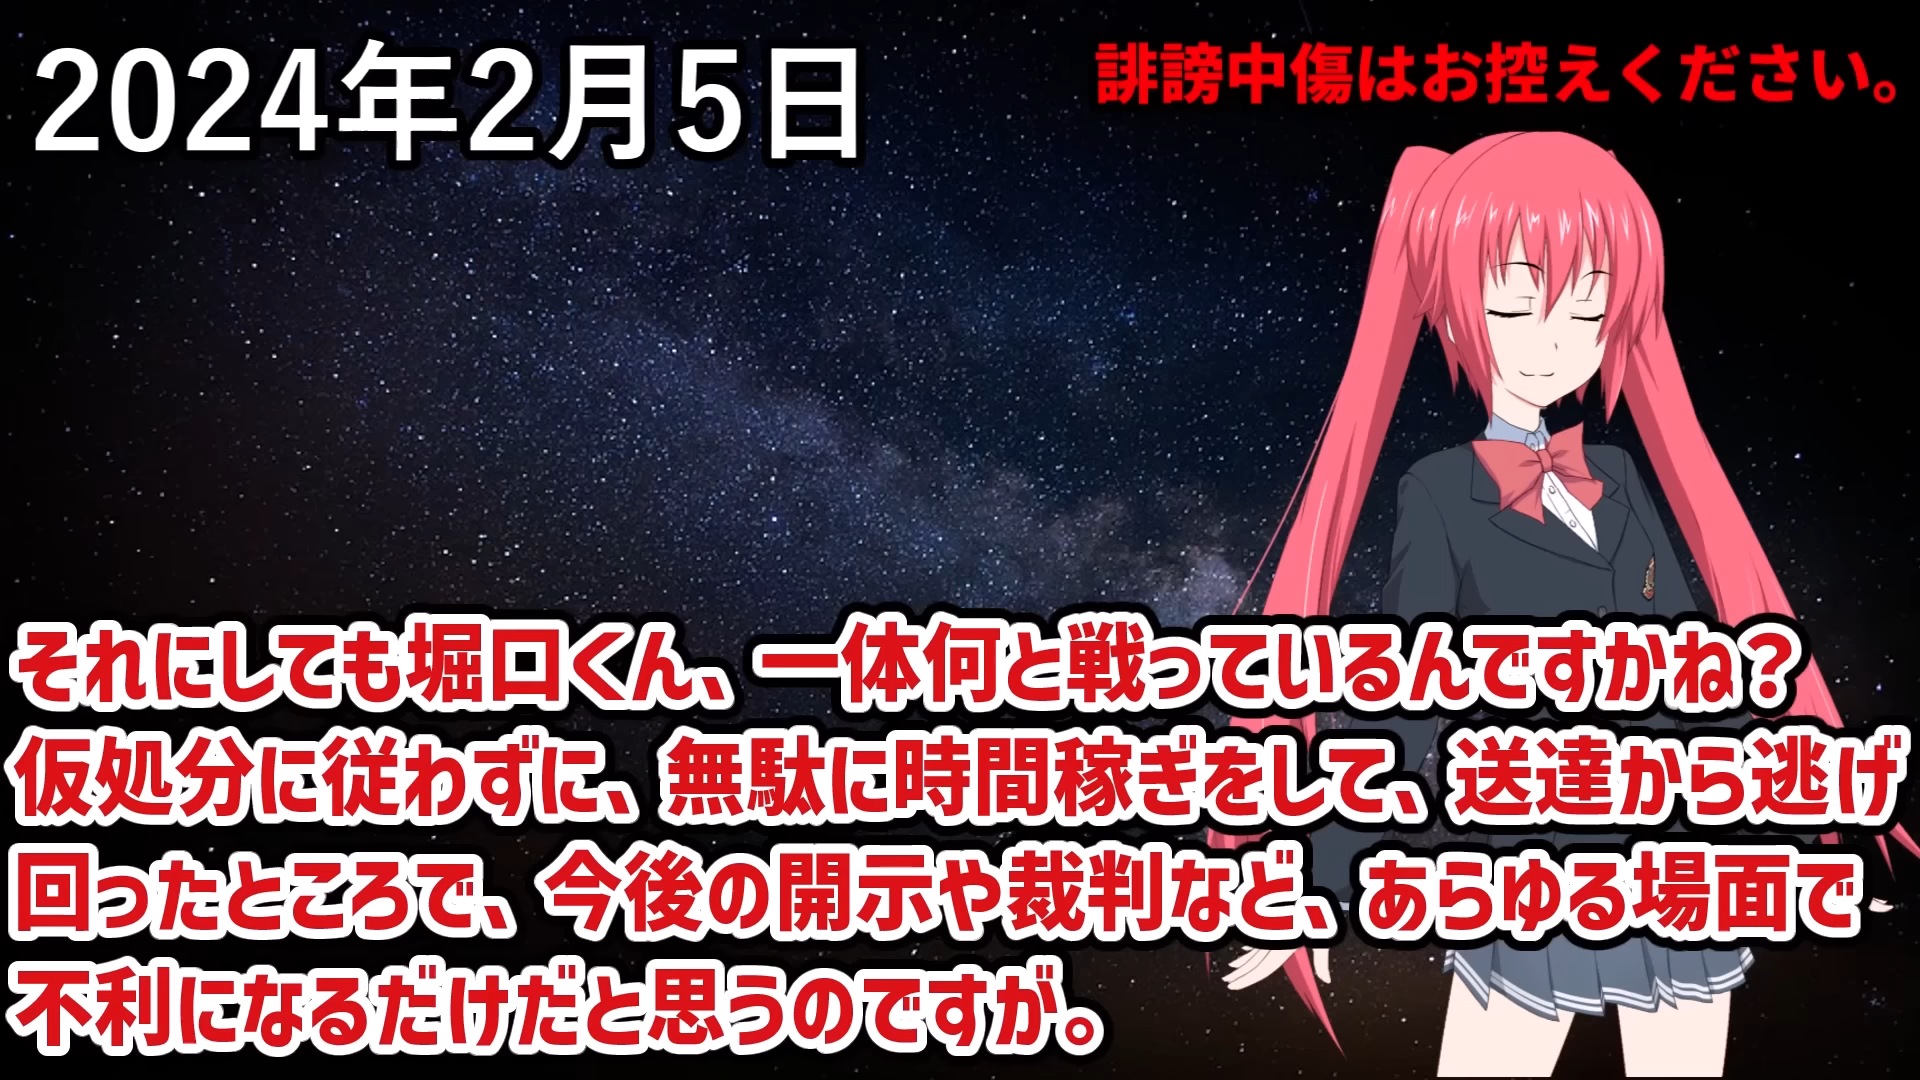 2024年2月5日
誹謗中傷はお控えください。
それにしても堀口くん、一体何と戦っているんですかね？
仮処分に従わずに、無駄に時間稼ぎをして、送達から逃げ
回ったところで、今後の開示や裁判など、あらゆる場面で
不利になるだけだと思うのですが。